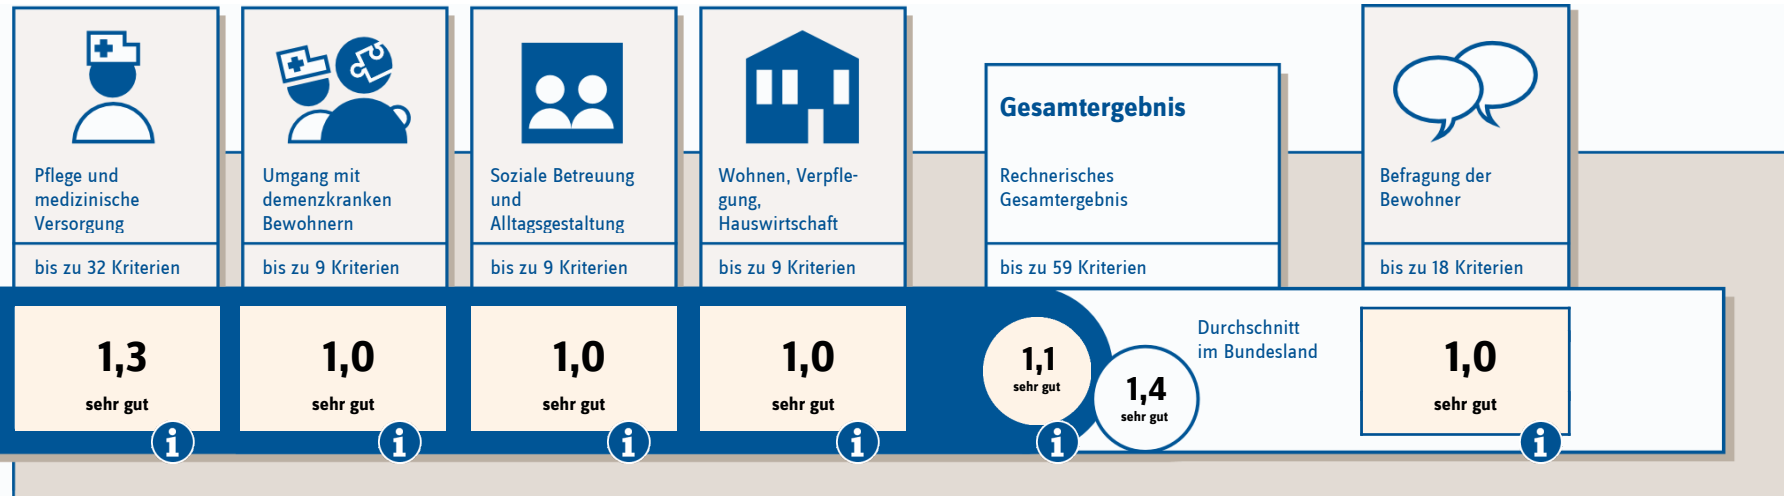 Pflege und
medizinische
Versorgung
bis zu 32 Kriterien
1,3
sehr gut
Umgang mit
demenzkranken
Bewohnern
bis zu 9 Kriterien
1,0
sehr gut
Soziale Betreuung
und
Alltagsgestaltung
bis zu 9 Kriterien
1,0
sehr gut
Wohnen, Verpfle-
gung,
Hauswirtschaft
bis zu 9 Kriterien
1,0
sehr gut
Gesamtergebnis
Rechnerisches
Gesamtergebnis
bis zu 59 Kriterien
1,1
sehr gut
1,4
sehr gut
Durchschnitt
im Bundesland
Befragung der
Bewohner
bis zu 18 Kriterien
1,0
sehr gut